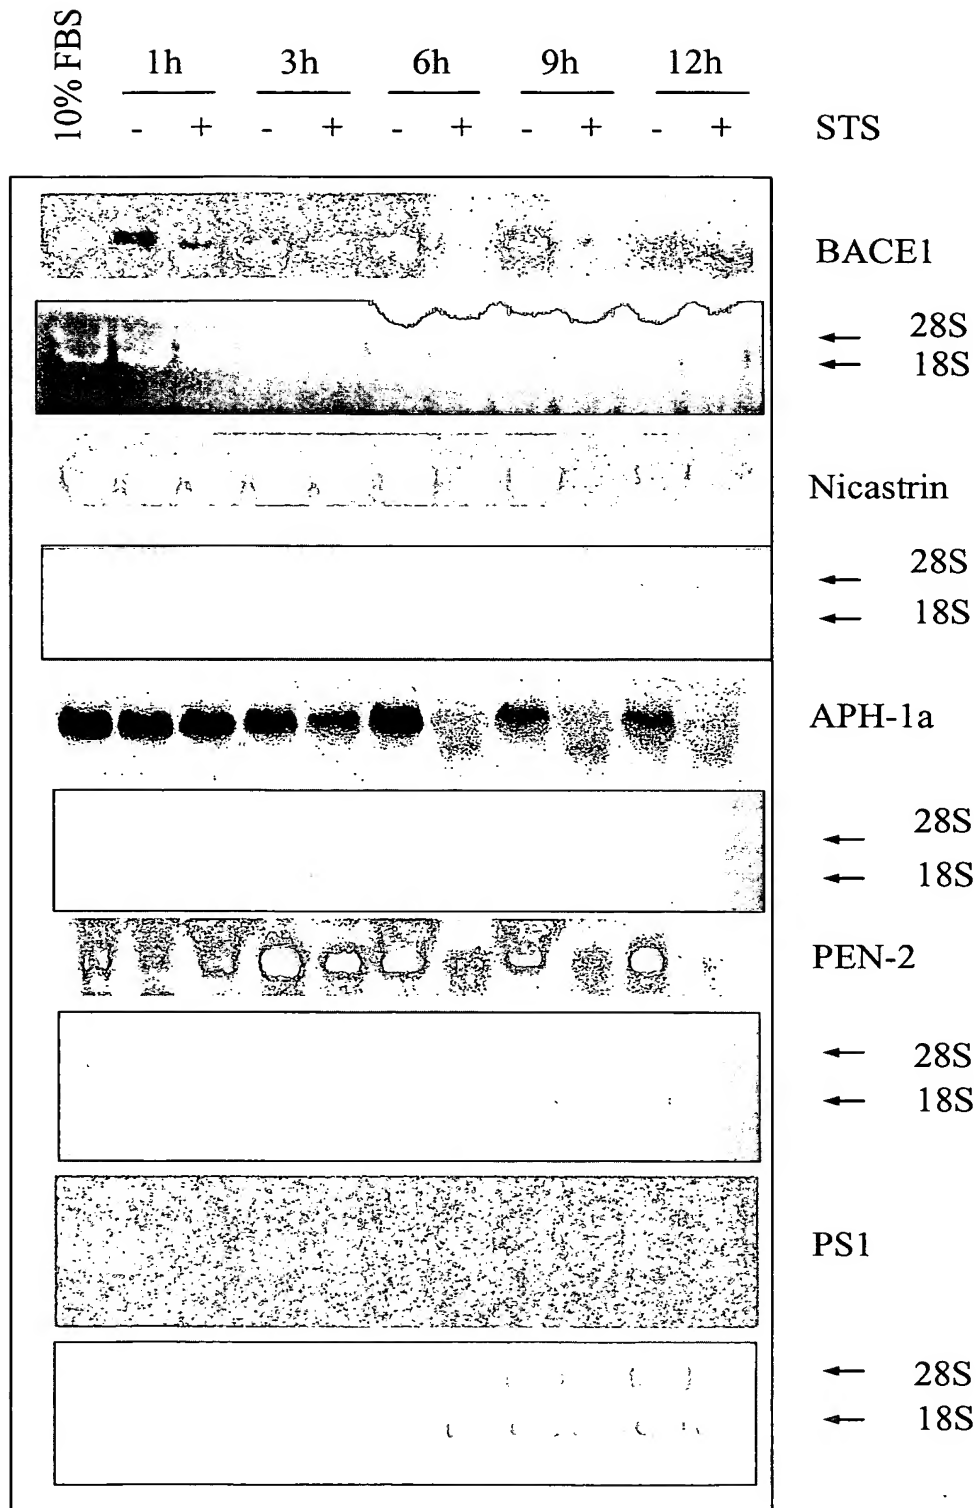 10% FBS
1h 3h 6h 9h 12h
- + - + - + - + - + STS
BACE1
28S
18S
Nicastrin
28S
18S
APH-1a
28S
18S
PEN-2
28S
18S
PS1
28S
18S